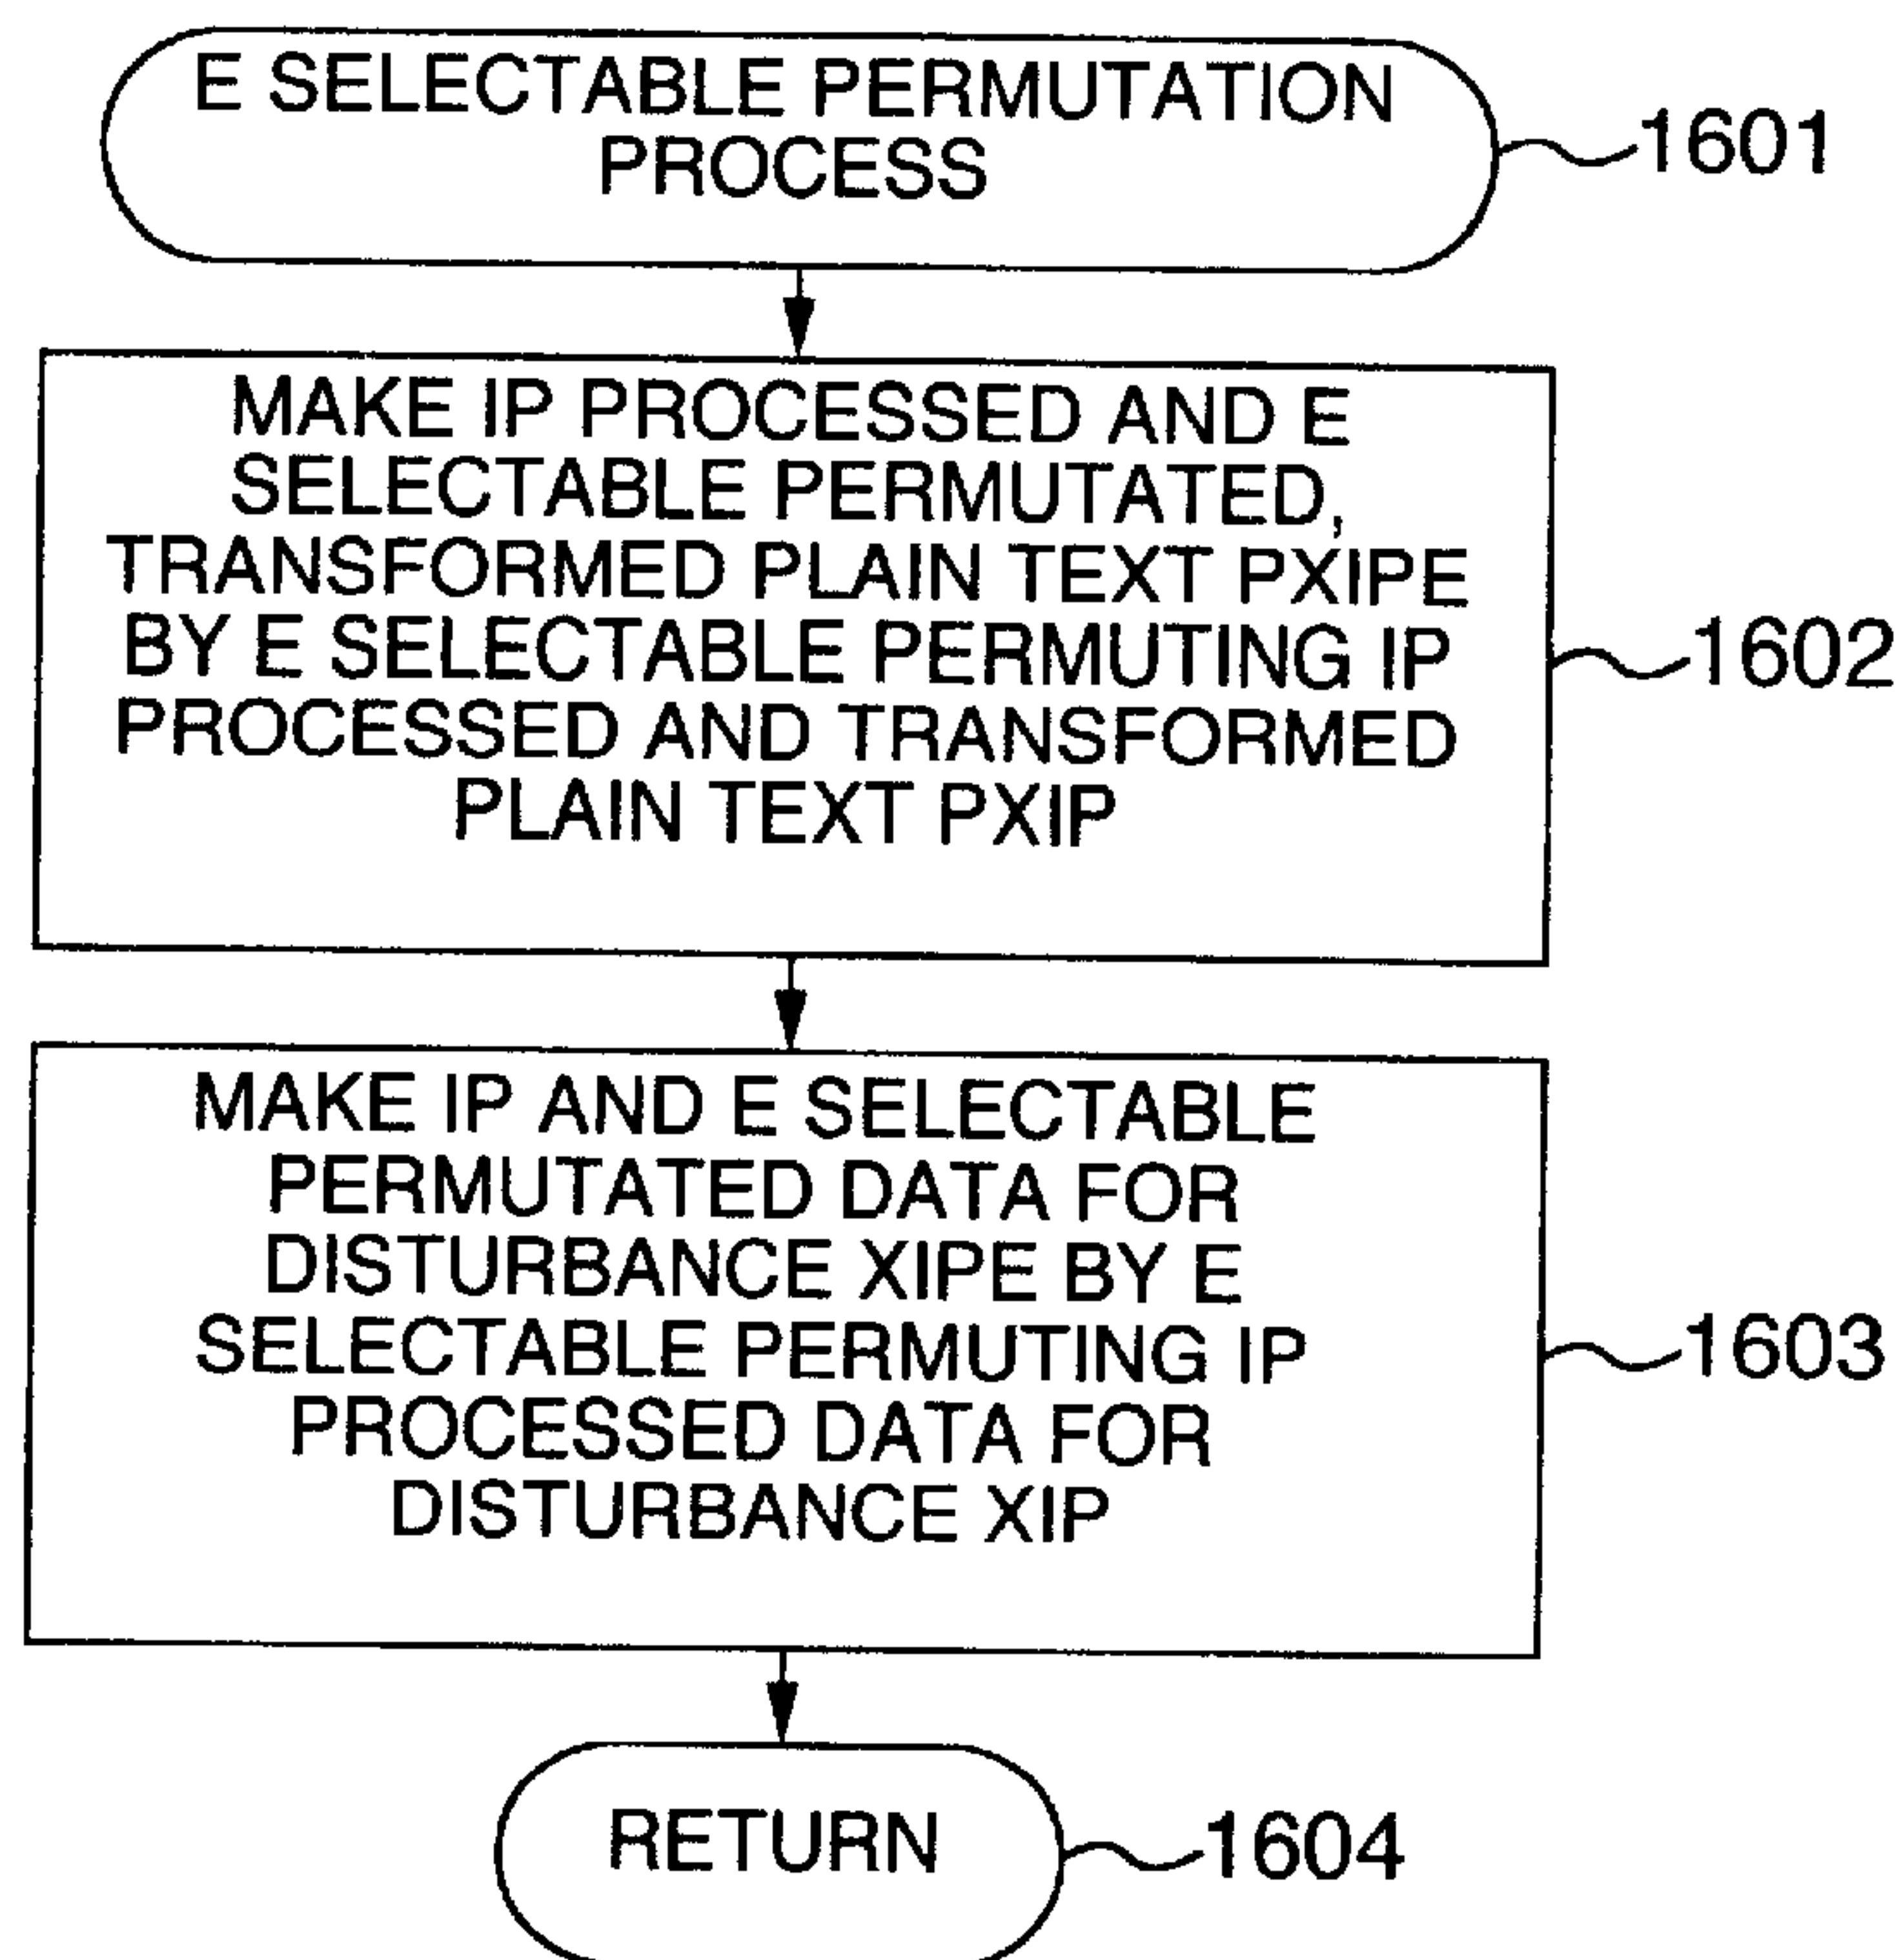 E SELECTABLE PERMUTATION
PROCESS
1601
MAKE IP PROCESSED AND E
SELECTABLE PERMUTATED,
TRANSFORMED PLAIN TEXT PXIPE
BY E SELECTABLE PERMUTING IP
PROCESSED AND TRANSFORMED
PLAIN TEXT PXIP
1602
MAKE IP AND E SELECTABLE
PERMUTATED DATA FOR
DISTURBANCE XIPE BY E
SELECTABLE PERMUTING IP
PROCESSED DATA FOR
DISTURBANCE XIP
1603
RETURN
1604